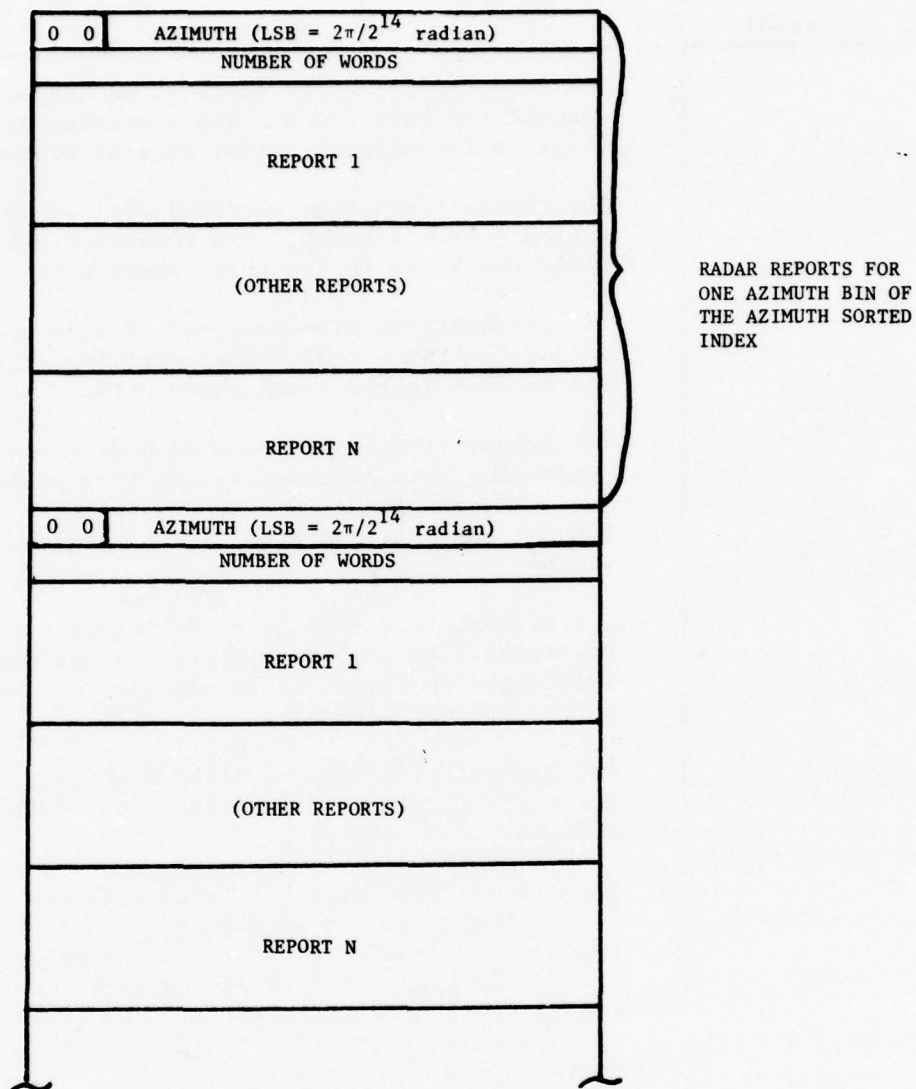 0 0 AZIMUTH (LSB = 2π/2^14 radian)
NUMBER OF WORDS
REPORT 1
(OTHER REPORTS)
REPORT N
RADAR REPORTS FOR
ONE AZIMUTH BIN OF
THE AZIMUTH SORTED
INDEX
0 0 AZIMUTH (LSB = 2π/2^14 radian)
NUMBER OF WORDS
REPORT 1
(OTHER REPORTS)
REPORT N